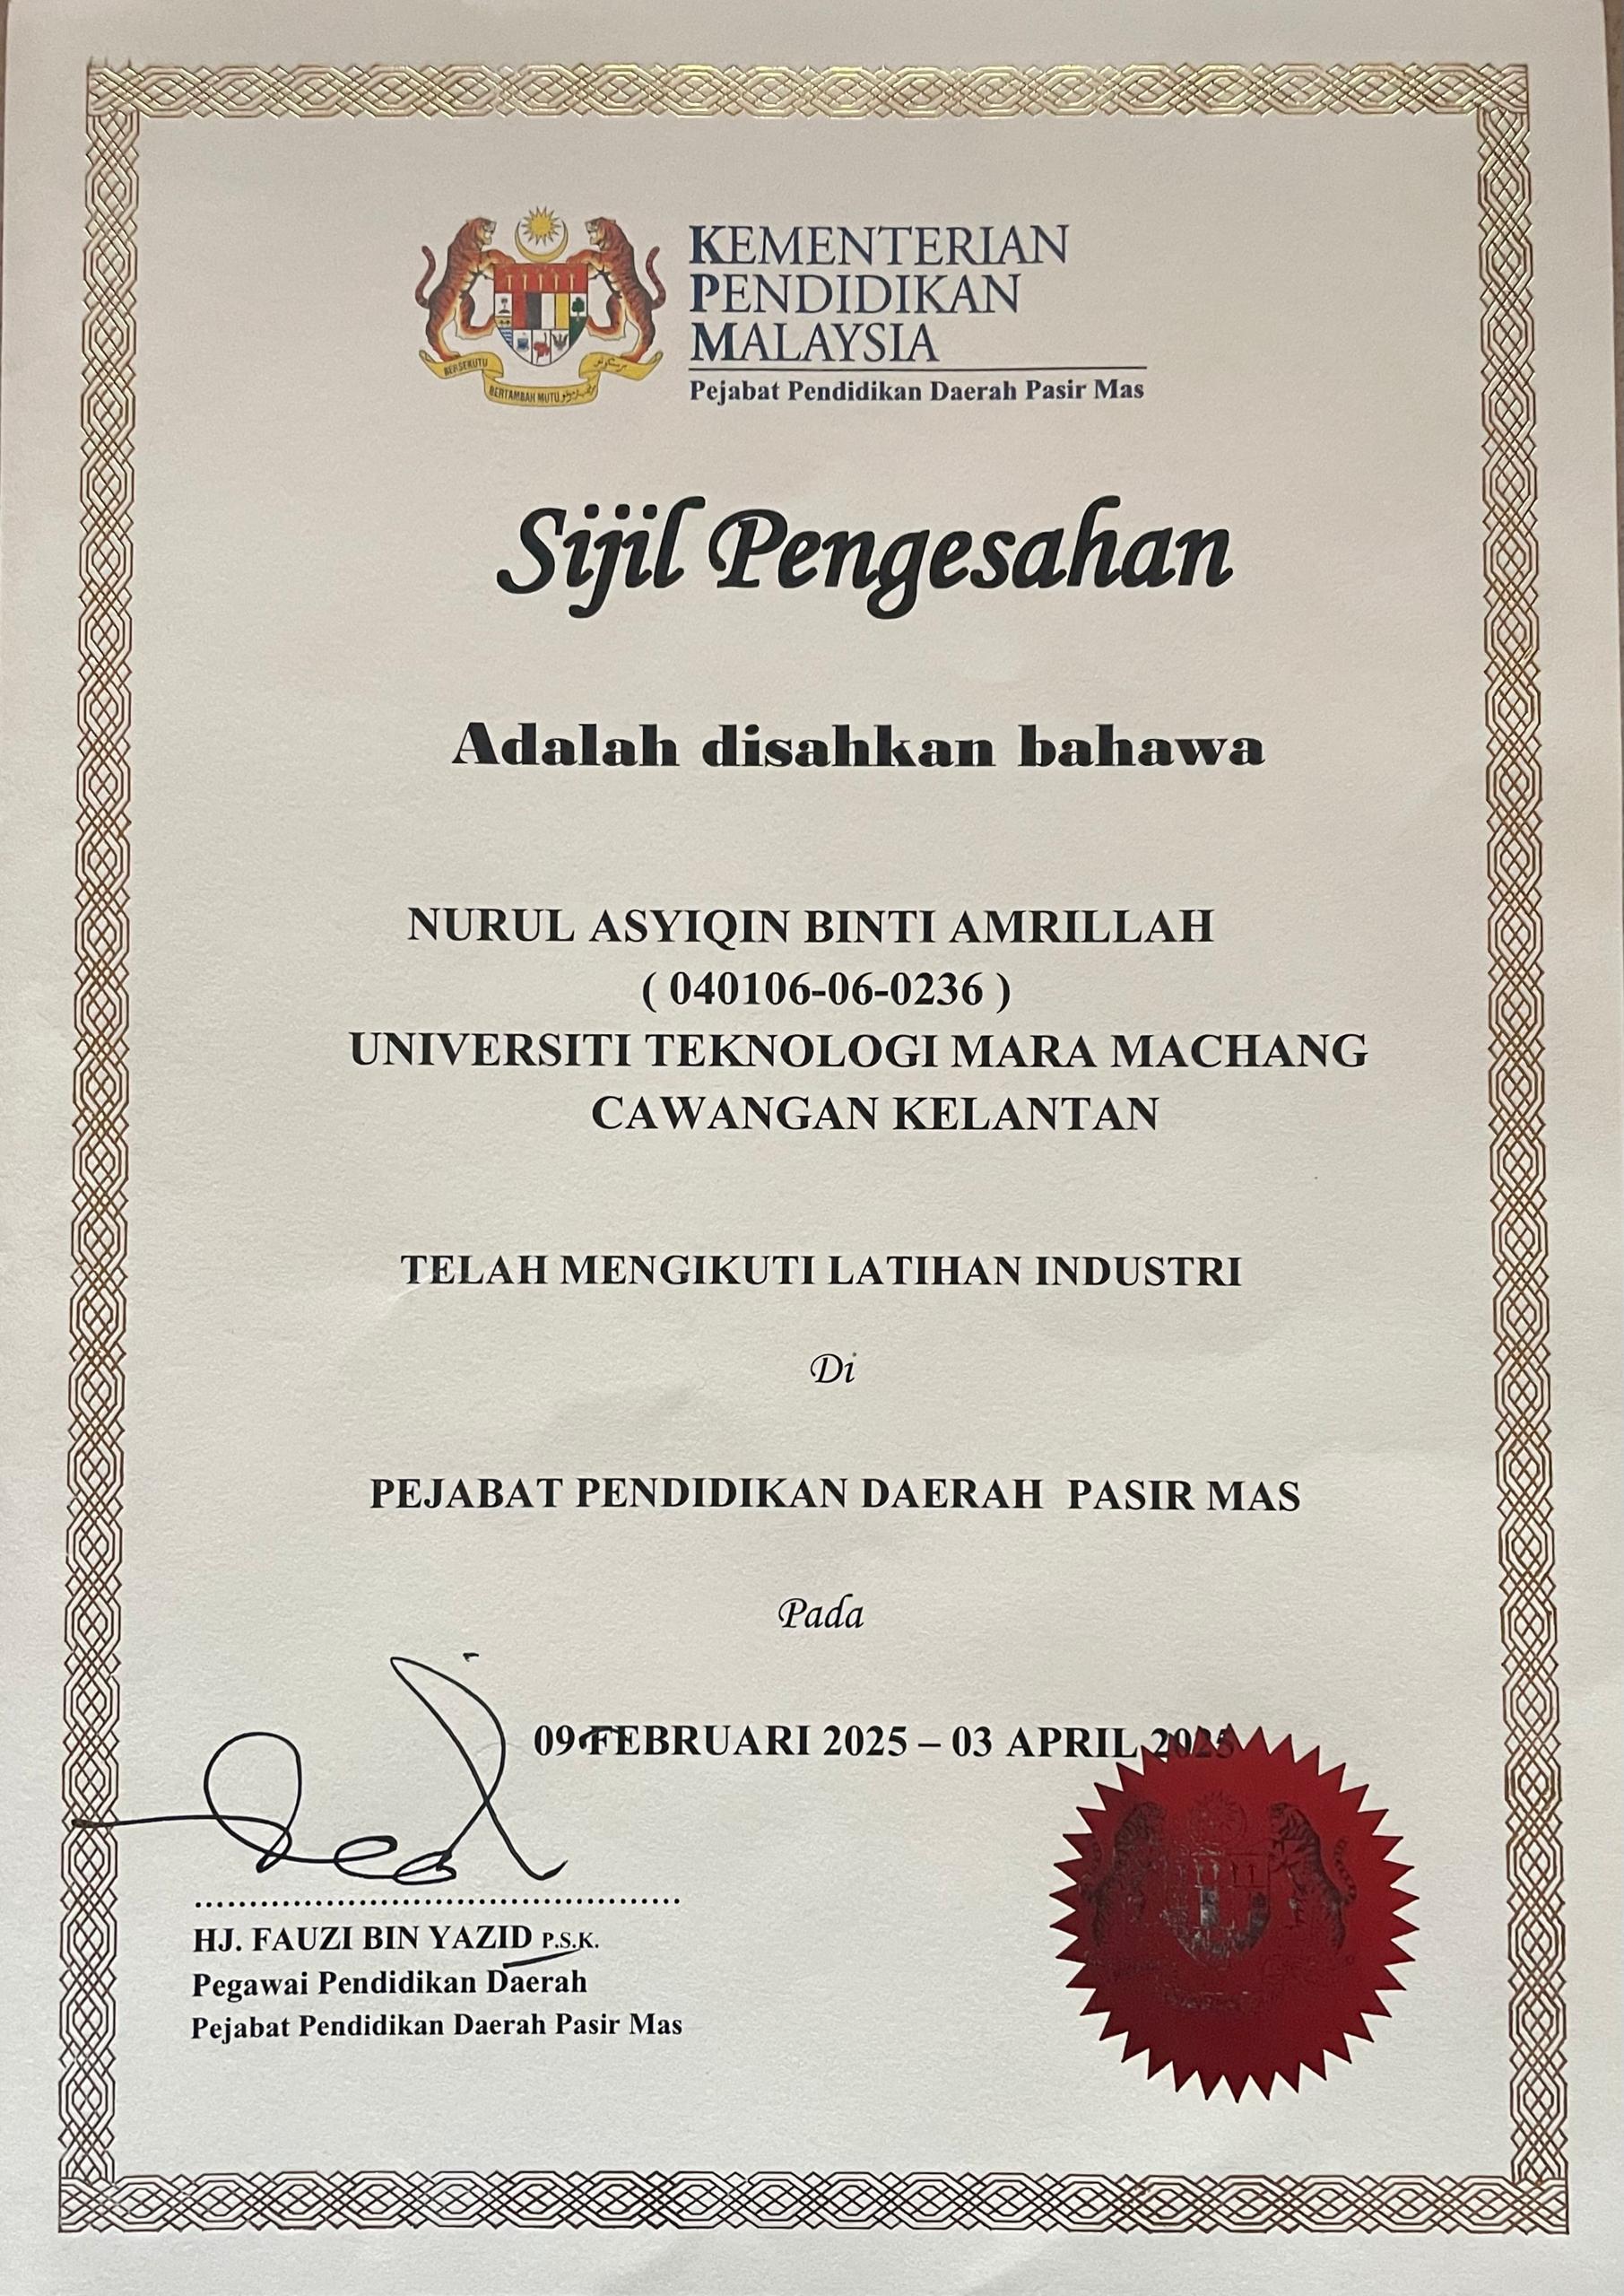 KEMENTERIAN
PENDIDIKAN
MALAYSIA
Pejabat Pendidikan Daerah Pasir Mas
BERSEKUTU
BERTAMBAH MUTU
Sijil Pengesahan
Adalah disahkan bahawa
NURUL ASYIQIN BINTI AMRILLAH
( 040106-06-0236 )
UNIVERSITI TEKNOLOGI MARA MACHANG
CAWANGAN KELANTAN
TELAH MENGIKUTI LATIHAN INDUSTRI
Di
PEJABAT PENDIDIKAN DAERAH PASIR MAS
Pada
09 FEBRUARI 2025 – 03 APRIL 2025
HJ. FAUZI BIN YAZID P.S.K.
Pegawai Pendidikan Daerah
Pejabat Pendidikan Daerah Pasir Mas